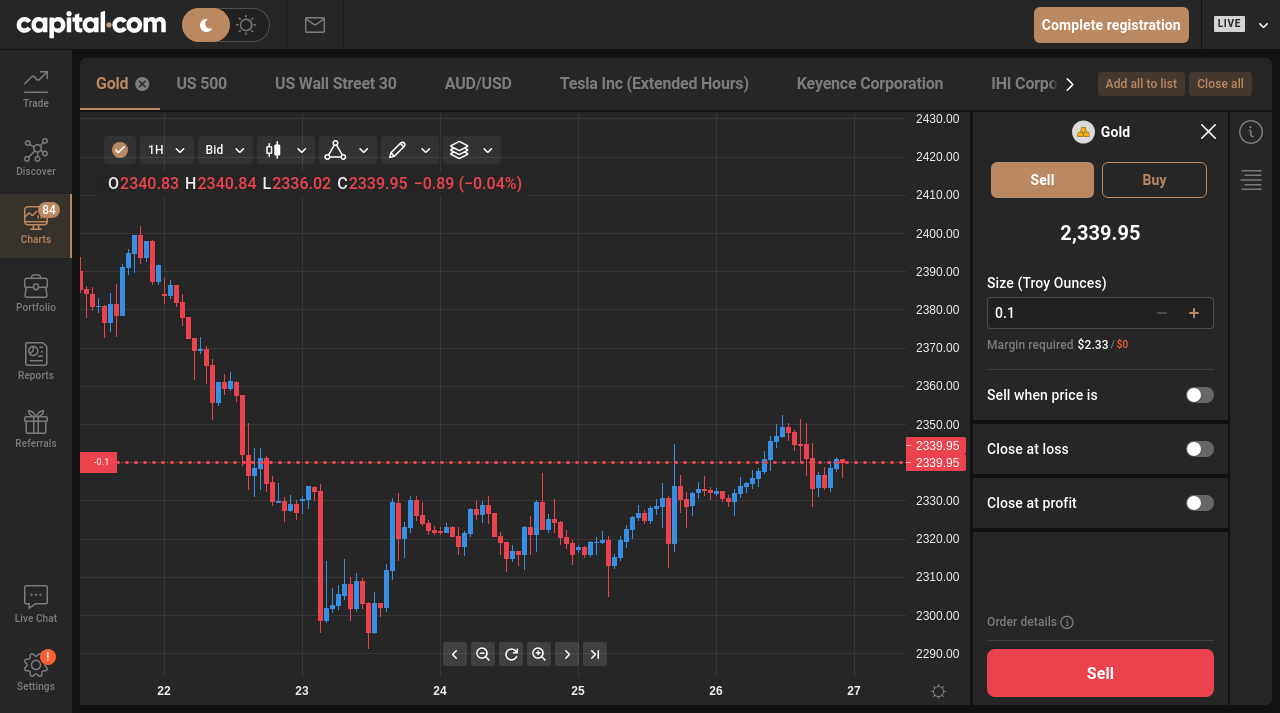 capital.com
Complete registration
LIVE
Trade
Discover
84
Charts
Portfolio
Reports
Referrals
Live Chat
!
Settings
Gold
US 500
US Wall Street 30
AUD/USD
Tesla Inc (Extended Hours)
Keyence Corporation
IHI Corpo
Add all to list
Close all
1H
Bid
O2340.83 H2340.84 L2336.02 C2339.95 −0.89 (−0.04%)
2430.00
2420.00
2410.00
2400.00
2390.00
2380.00
2370.00
2360.00
2350.00
2339.95
-0.1
2339.95
2330.00
2320.00
2310.00
2300.00
2290.00
22
23
24
25
26
27
Gold
Sell
Buy
2,339.95
Size (Troy Ounces)
0.1
Margin required $2.33 / $0
Sell when price is
Close at loss
Close at profit
Order details
Sell